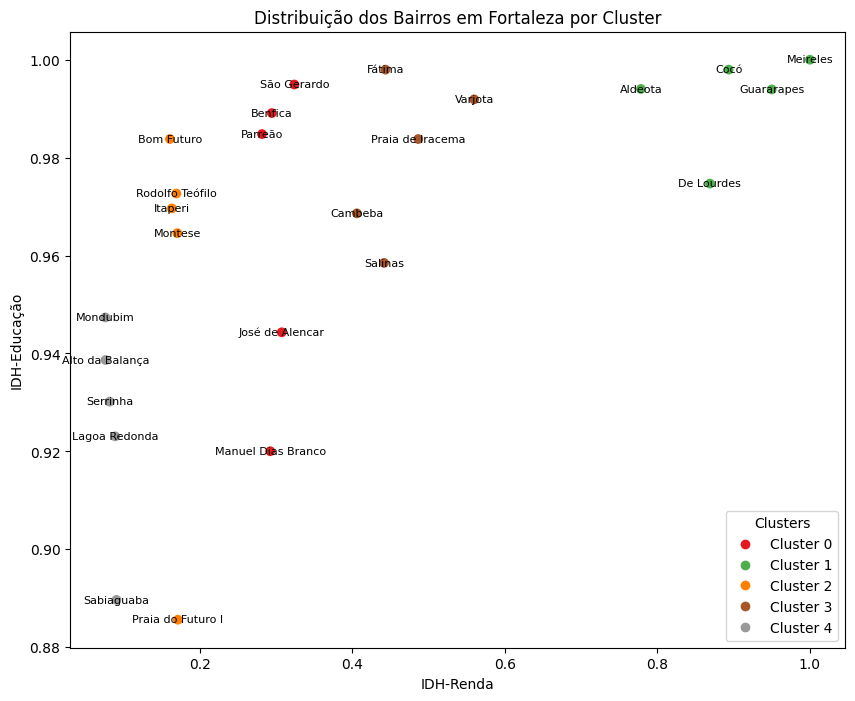 Distribuição dos Bairros em Fortaleza por Cluster
1.00
Meireles
Fátima
Cocó
São Gerardo
Aldeota
Guararapes
Varjota
Benfica
Parreão
Bom Futuro
Praia de Iracema
0.98
De Lourdes
Rodolfo Teófilo
Itaperi
Cambeba
Montese
0.96
Salinas
Mondubim
José de Alencar
0.94
Alto da Balança
Serrinha
Lagoa Redonda
0.92
Manuel Dias Branco
0.90
Sabiaguaba
Praia do Futuro I
0.88
IDH-Educação
Clusters
Cluster 0
Cluster 1
Cluster 2
Cluster 3
Cluster 4
0.2
0.4
0.6
0.8
1.0
IDH-Renda